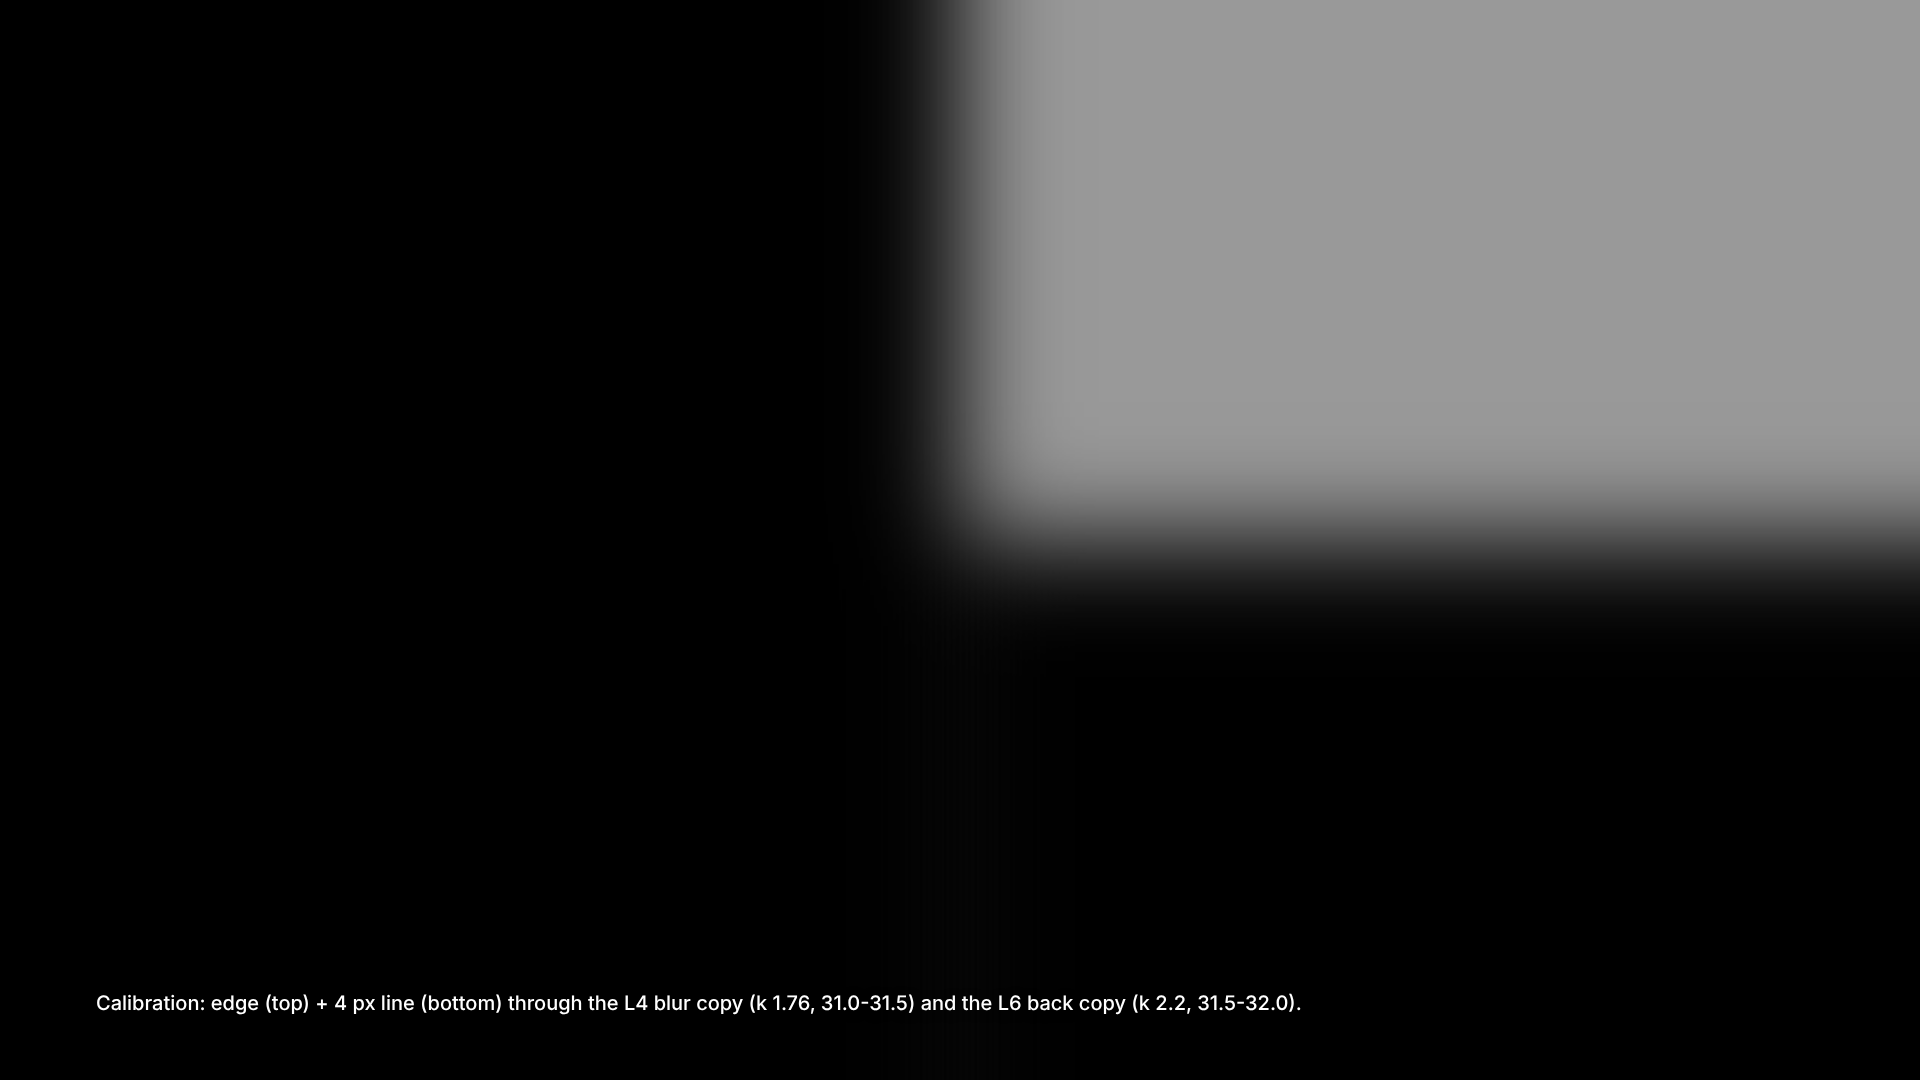 Calibration: edge (top) + 4 px line (bottom) through the L4 blur copy (k 1.76, 31.0-31.5) and the L6 back copy (k 2.2, 31.5-32.0).